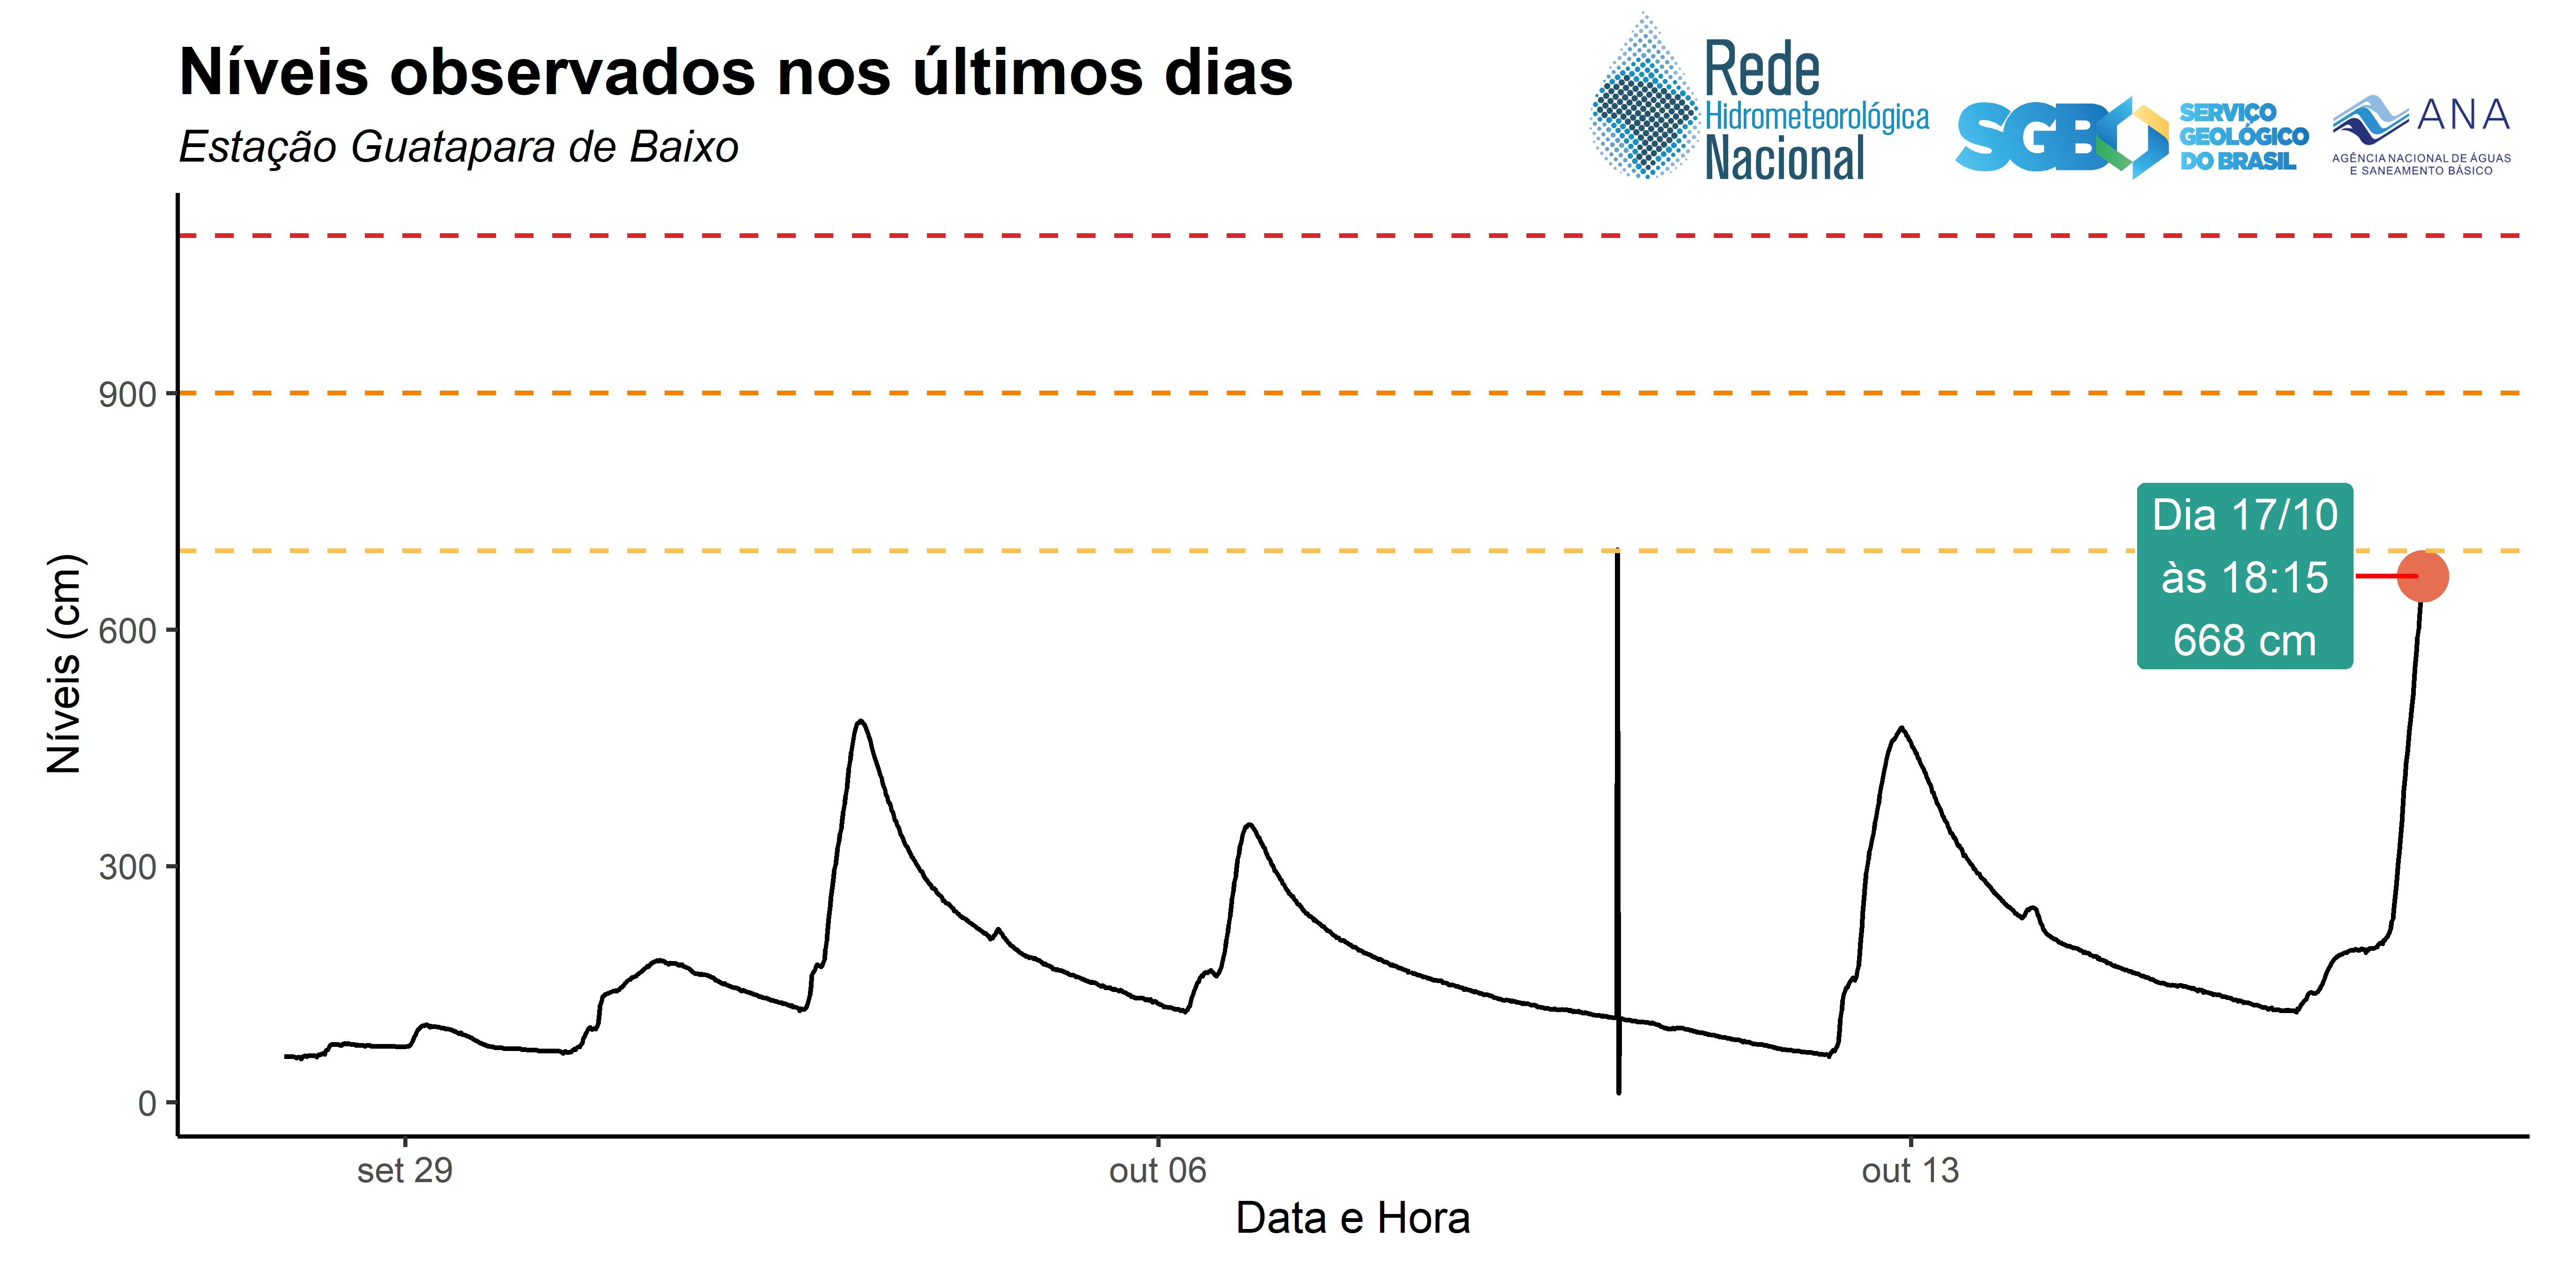 Níveis observados nos últimos dias
Estação Guatapara de Baixo
Rede
Hidrometeorológica
Nacional
SGB
SERVIÇO
GEOLÓGICO
DO BRASIL
ANA
AGÊNCIA NACIONAL DE ÁGUAS
E SANEAMENTO BÁSICO
Níveis (cm)
900
600
300
0
Dia 17/10
às 18:15
668 cm
set 29
out 06
out 13
Data e Hora